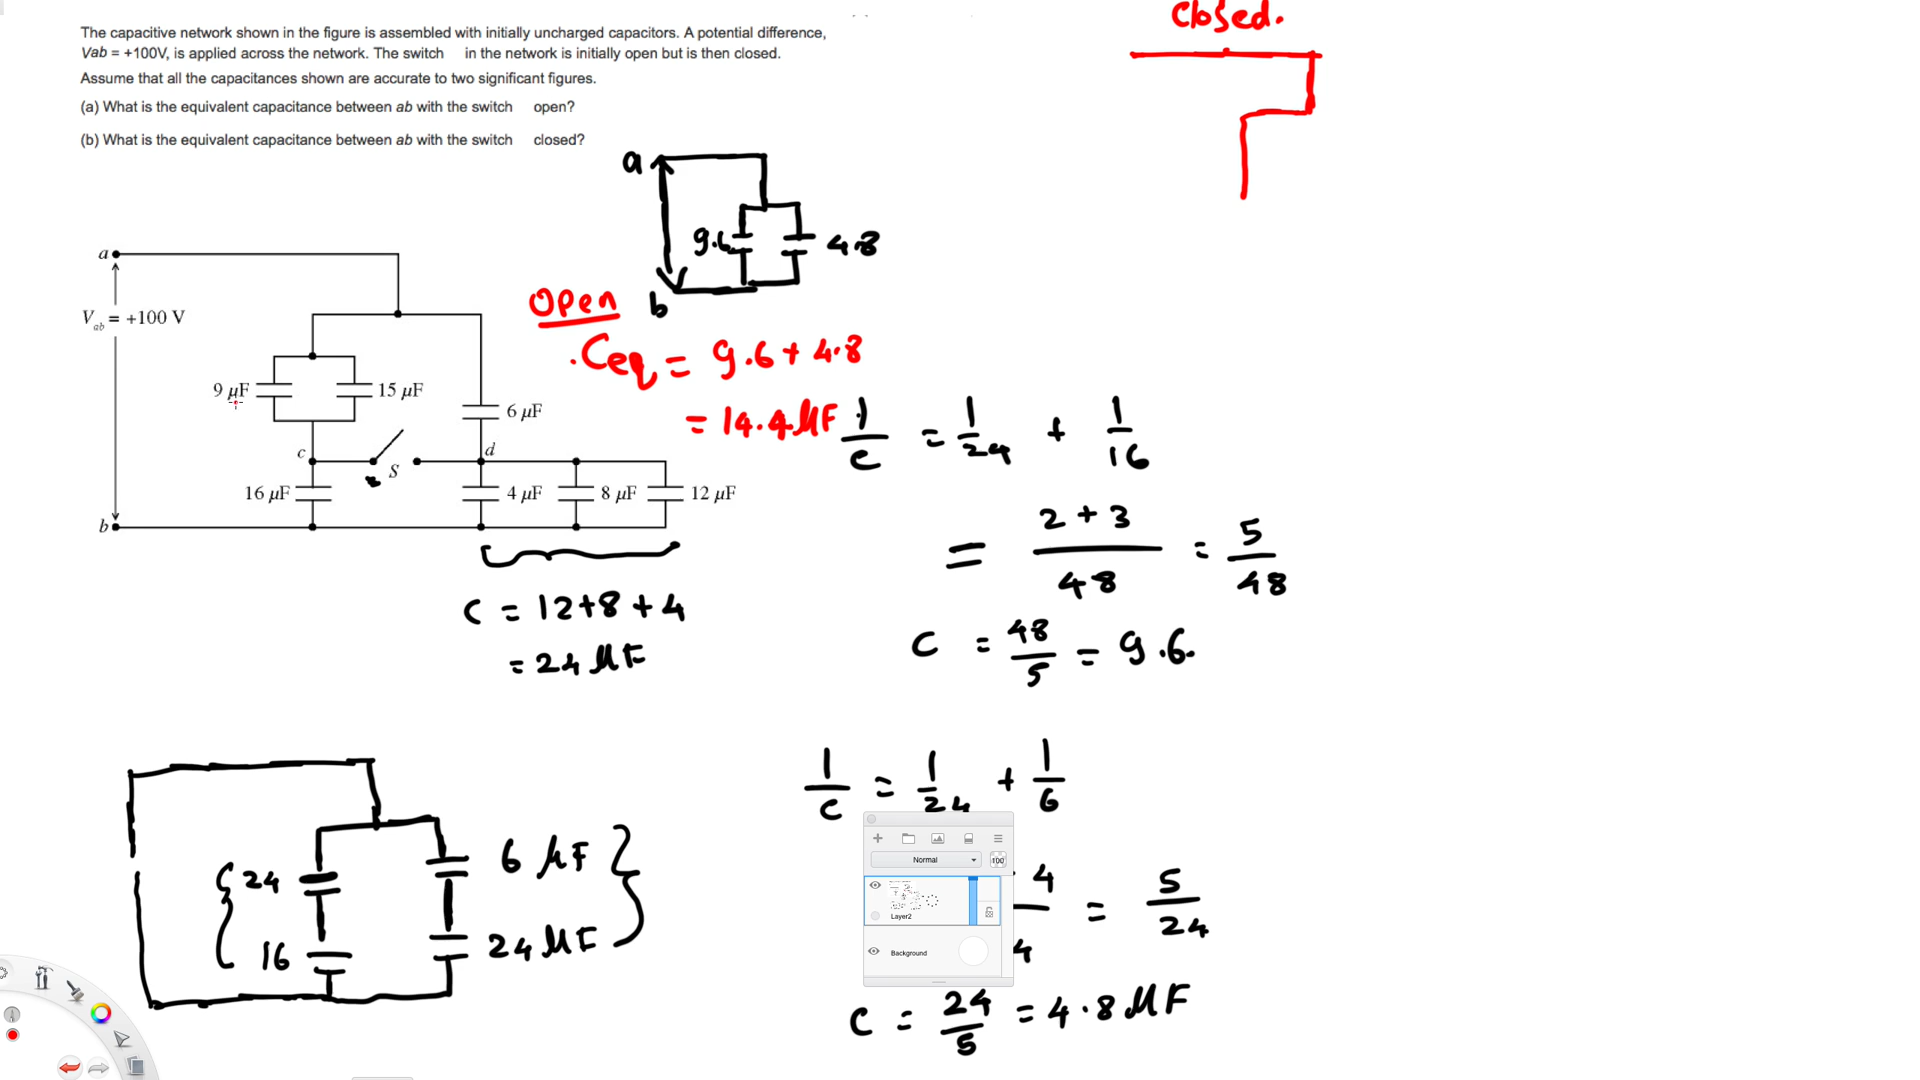 The capacitive network shown in the figure is assembled with initially uncharged capacitors. A potential difference,
Vab = +100V, is applied across the network. The switch in the network is initially open but is then closed.
Assume that all the capacitances shown are accurate to two significant figures.
(a) What is the equivalent capacitance between ab with the switch open?
(b) What is the equivalent capacitance between ab with the switch closed?
closed.
a
9.6
4.8
b
a
Vab = +100 V
9 μF
15 μF
6 μF
c
S
d
16 μF
4 μF
8 μF
12 μF
b
Open
Ceq = 9.6 + 4.8
= 14.4 μF
1/C = 1/24 + 1/16
= 2+3/48 = 5/48
C = 48/5 = 9.6
C = 12+8+4
= 24 μF
24
16
6 μF
24 μF
1/C = 1/24 + 1/6
4
4
= 5/24
C = 24/5 = 4.8 μF
Normal
100
Layer2
Background